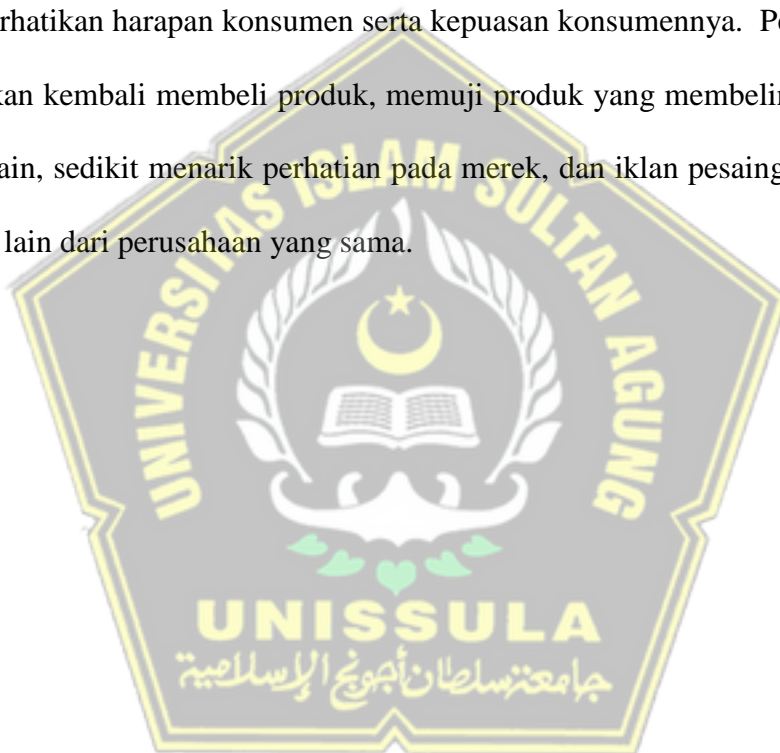 rhatikan harapan konsumen serta kepuasan konsumennya. P
kan kembali membeli produk, memuji produk yang membelin
ain, sedikit menarik perhatian pada merek, dan iklan pesaing
lain dari perusahaan yang sama.
UNIVERSITAS ISLAM SULTAN AGUNG
UNISSULA
جامعة سلطان أجونج الإسلامية